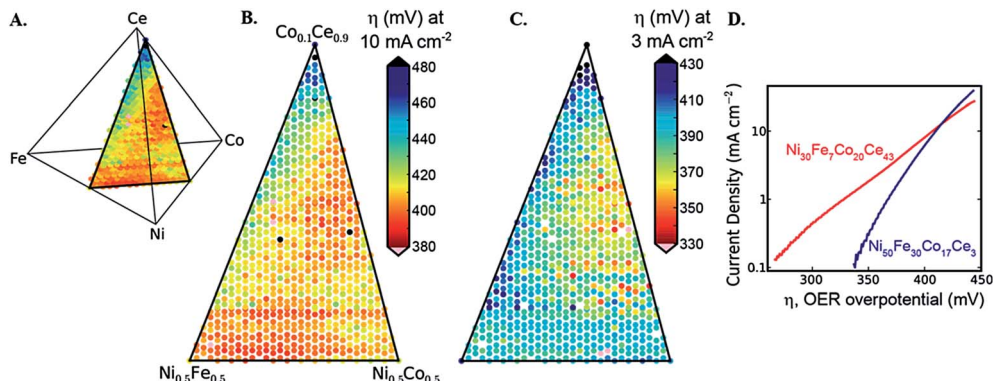 A.
Ce
Fe
Co
Ni
B.
Co0.1Ce0.9
η (mV) at
10 mA cm⁻²
480
460
440
420
400
380
Ni0.5Fe0.5
Ni0.5Co0.5
C.
η (mV) at
3 mA cm⁻²
430
410
390
370
350
330
D.
Current Density (mA cm⁻²)
10
1
0.1
Ni30Fe7Co20Ce43
Ni50Fe30Co17Ce3
300
350
400
450
η, OER overpotential (mV)